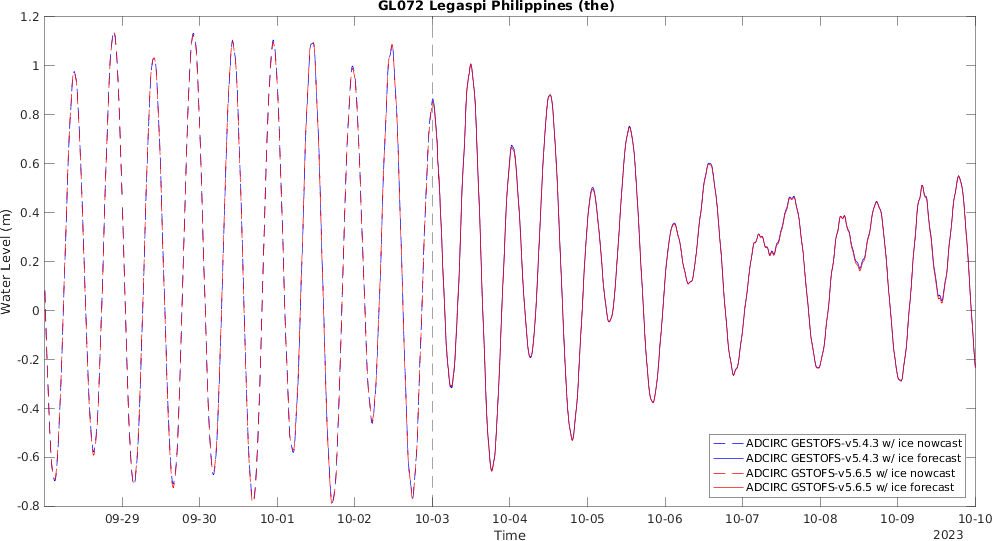 GL072 Legaspi Philippines (the)
1.2
1
0.8
0.6
0.4
0.2
0
-0.2
-0.4
-0.6
-0.8
Water Level (m)
ADCIRC GESTOFS-v5.4.3 w/ ice nowcast
ADCIRC GESTOFS-v5.4.3 w/ ice forecast
ADCIRC GSTOFS-v5.6.5 w/ ice nowcast
ADCIRC GSTOFS-v5.6.5 w/ ice forecast
09-29 09-30 10-01 10-02 10-03 10-04 10-05 10-06 10-07 10-08 10-09 10-10
Time
2023